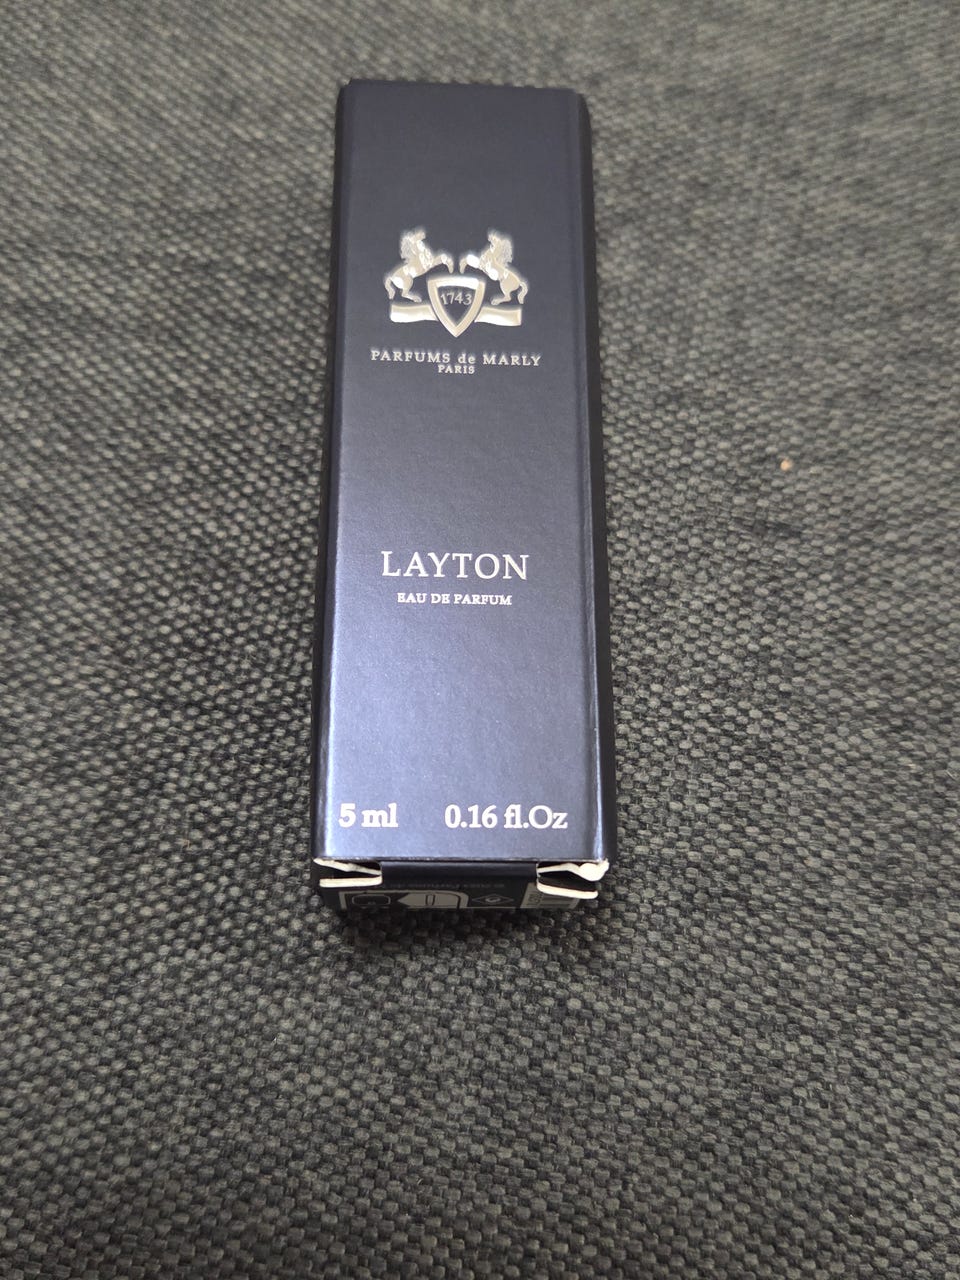 1743
PARFUMS de MARLY
PARIS
LAYTON
EAU DE PARFUM
5 ml 0.16 fl.Oz